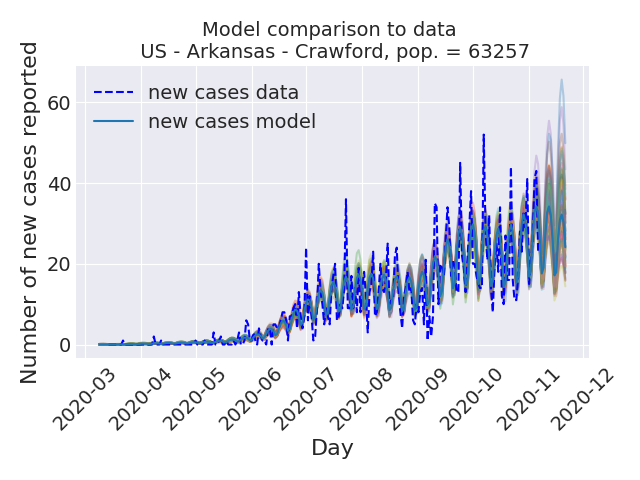 Model comparison to data
US - Arkansas - Crawford, pop. = 63257
Number of new cases reported
60
40
20
0
new cases data
new cases model
2020-03
2020-04
2020-05
2020-06
2020-07
2020-08
2020-09
2020-10
2020-11
2020-12
Day